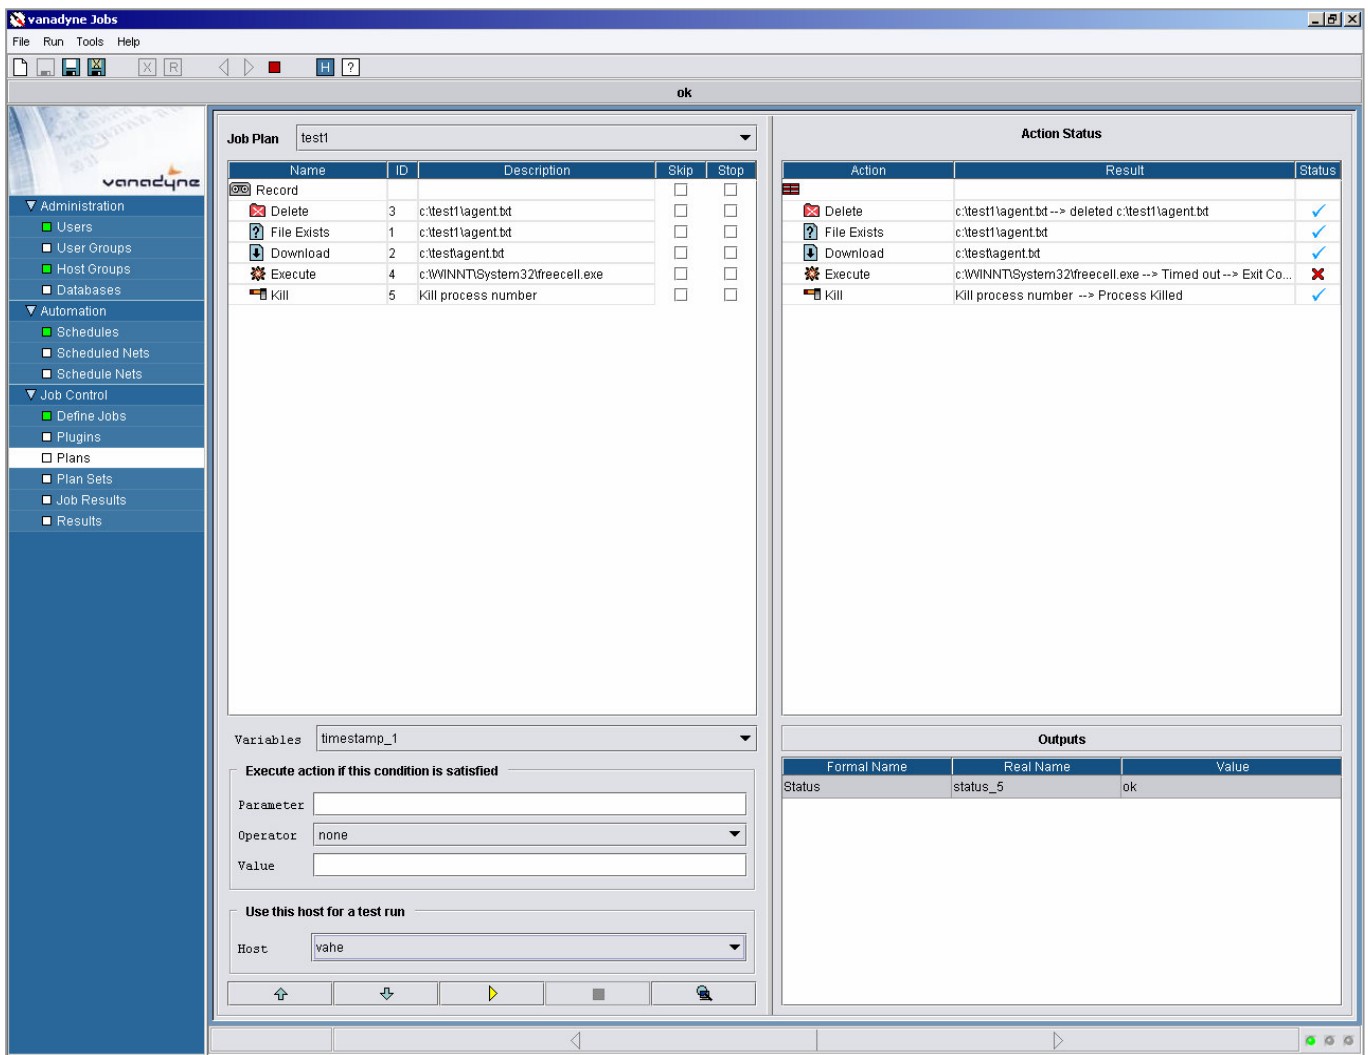 vanadyne Jobs
File Run Tools Help
X R H ?
ok
vanadyne
Administration
Users
User Groups
Host Groups
Databases
Automation
Schedules
Scheduled Nets
Schedule Nets
Job Control
Define Jobs
Plugins
Plans
Plan Sets
Job Results
Results
Job Plan test1
Name ID Description Skip Stop
Record
Delete 3 c:\test1\agent.txt
File Exists 1 c:\test1\agent.txt
Download 2 c:\test\agent.txt
Execute 4 c:\WINNT\System32\freecell.exe
Kill 5 Kill process number
Variables timestamp_1
Execute action if this condition is satisfied
Parameter
Operator none
Value
Use this host for a test run
Host vahe
Action Status
Action Result Status
Delete c:\test1\agent.txt --> deleted c:\test1\agent.txt
File Exists c:\test1\agent.txt
Download c:\test\agent.txt
Execute c:\WINNT\System32\freecell.exe --> Timed out --> Exit Co...
Kill Kill process number --> Process Killed
Outputs
Formal Name Real Name Value
Status status_5 ok